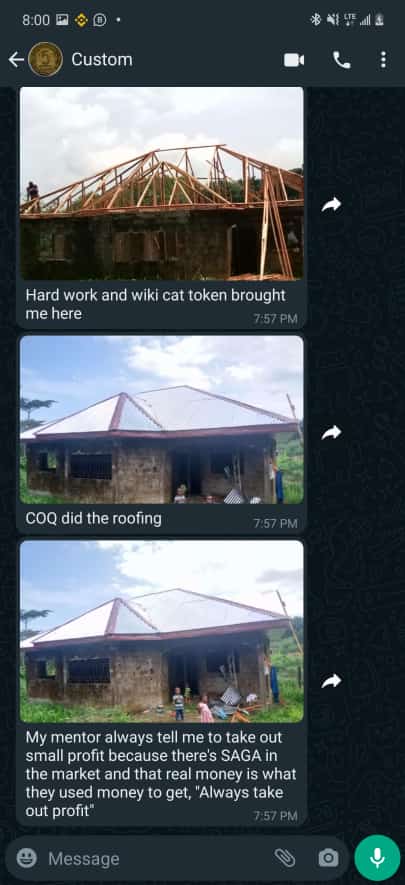 8:00
LTE
Custom
Hard work and wiki cat token brought
me here
7:57 PM
COQ did the roofing
7:57 PM
My mentor always tell me to take out
small profit because there's SAGA in
the market and that real money is what
they used money to get, "Always take
out profit"
7:57 PM
Message